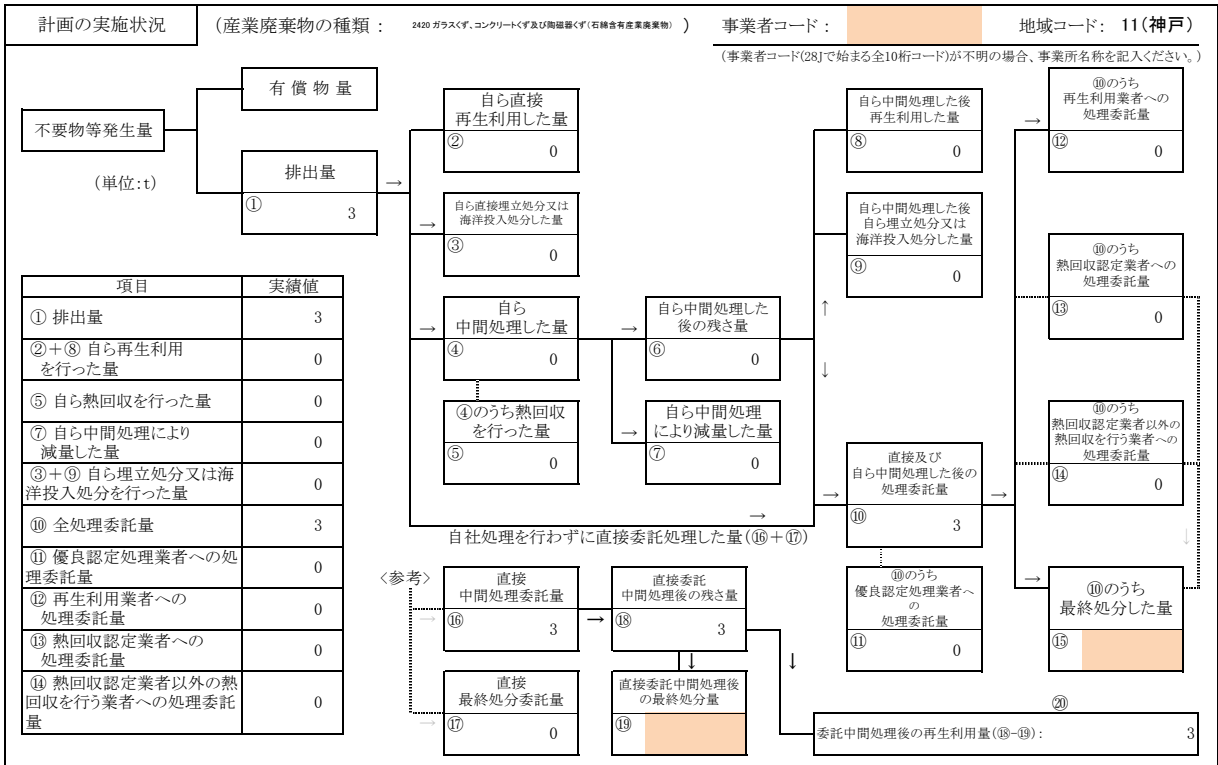 計画の実施状況
(産業廃棄物の種類： 2420 ガラスくず、コンクリートくず及び陶磁器くず(石綿含有産業廃棄物) )
事業者コード：
地域コード： 11(神戸)
(事業者コード(28Jで始まる全10桁コード)が不明の場合、事業所名称を記入ください。)
不要物等発生量
(単位:t)
有償物量
排出量
→
① 3
自ら直接
再生利用した量
② 0
→
自ら直接埋立処分又は
海洋投入処分した量
③ 0
→
自ら
中間処理した量
④ 0
④のうち熱回収
を行った量
⑤ 0
→
自ら中間処理した
後の残さ量
⑥ 0
→
自ら中間処理
により減量した量
⑦ 0
自ら中間処理した後
再生利用した量
⑧ 0
自ら中間処理した後
自ら埋立処分又は
海洋投入処分した量
⑨ 0
↑
↓
→
直接及び
自ら中間処理した後の
処理委託量
⑩ 3
→
⑩のうち
優良認定処理業者へ
の
処理委託量
⑪ 0
→
⑩のうち
再生利用業者への
処理委託量
⑫ 0
⑩のうち
熱回収認定業者への
処理委託量
⑬ 0
⑩のうち
熱回収認定業者以外の
熱回収を行う業者への
処理委託量
⑭ 0
↓
→
⑩のうち
最終処分した量
⑮
項目 実績値
① 排出量 3
②＋⑧ 自ら再生利用
を行った量 0
⑤ 自ら熱回収を行った量 0
⑦ 自ら中間処理により
減量した量 0
③＋⑨ 自ら埋立処分又は海
洋投入処分を行った量 0
⑩ 全処理委託量 3
⑪ 優良認定処理業者への処
理委託量 0
⑫ 再生利用業者への
処理委託量 0
⑬ 熱回収認定業者への
処理委託量 0
⑭ 熱回収認定業者以外の熱
回収を行う業者への処理委託
量 0
→
自社処理を行わずに直接委託処理した量(⑯＋⑰)
〈参考〉
→
直接
中間処理委託量
⑯ 3
→
直接委託
中間処理後の残さ量
⑱ 3
↓
↓
→
直接
最終処分委託量
⑰ 0
直接委託中間処理後
の最終処分量
⑲
⑳
委託中間処理後の再生利用量(⑱-⑲)： 3